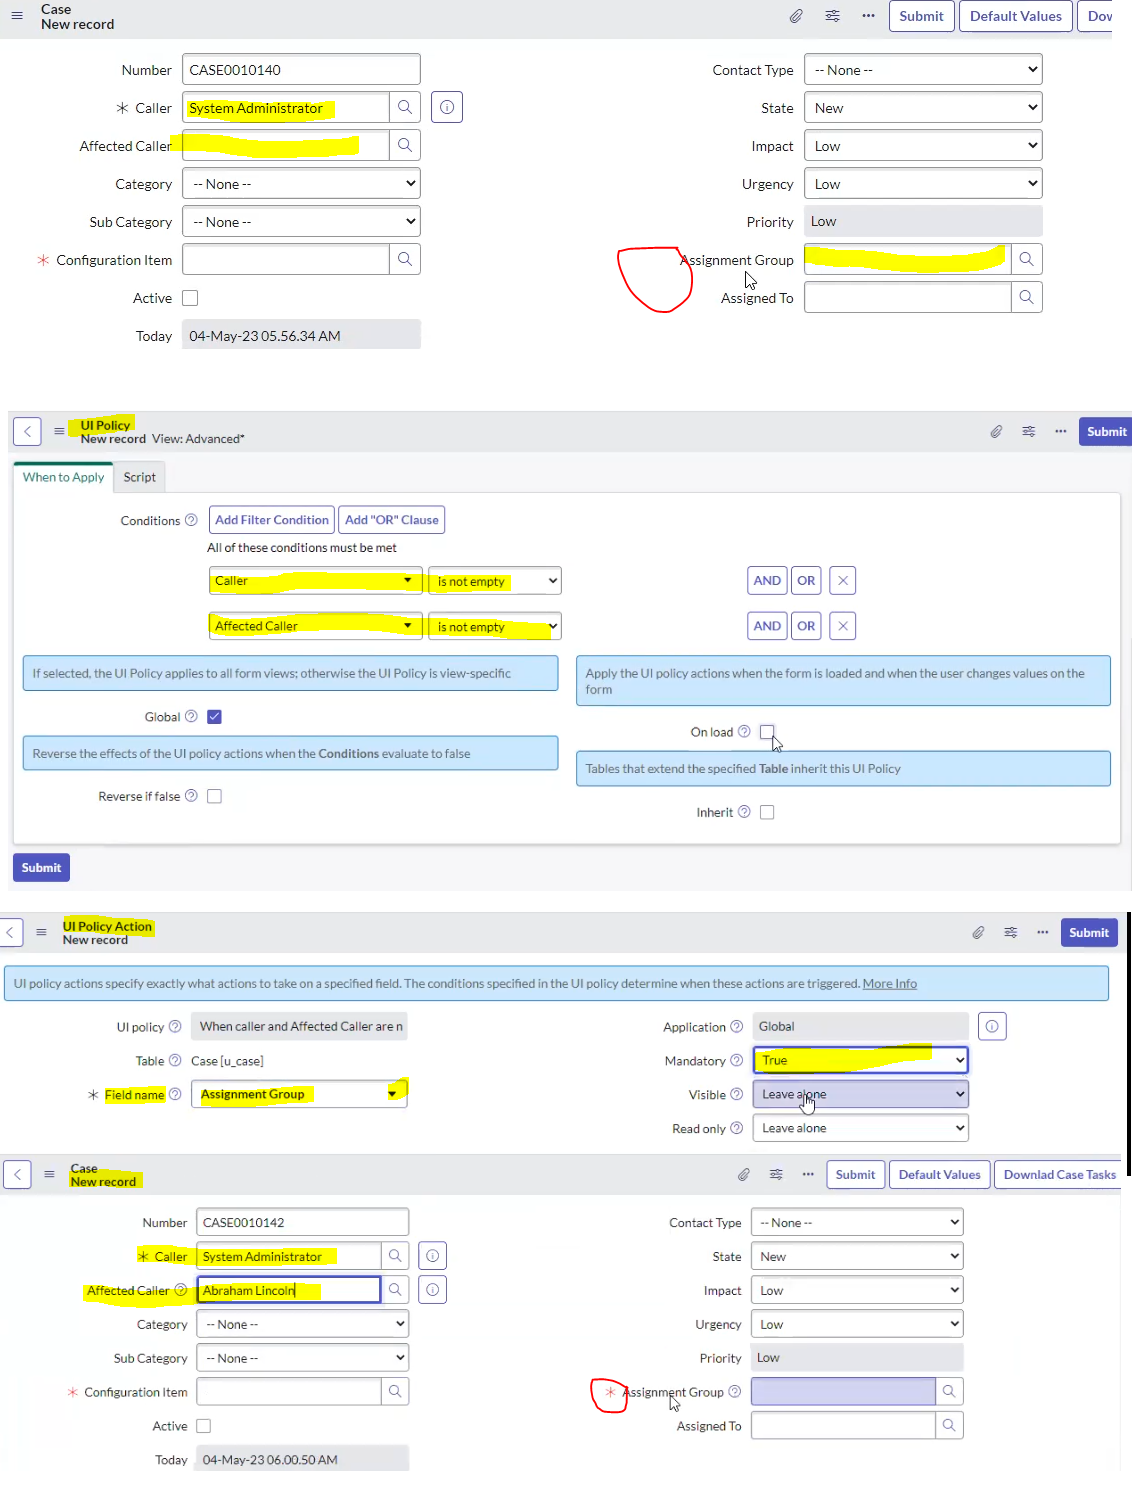 Case
New record
Submit
Default Values
Dow
Number
CASE0010140
Contact Type
-- None --
Caller
System Administrator
State
New
Affected Caller
Impact
Low
Category
-- None --
Urgency
Low
Sub Category
-- None --
Priority
Low
Configuration Item
Assignment Group
Active
Assigned To
Today
04-May-23 05.56.34 AM
UI Policy
New record View: Advanced*
Submit
When to Apply
Script
Conditions
Add Filter Condition
Add "OR" Clause
All of these conditions must be met
Caller
is not empty
AND
OR
Affected Caller
is not empty
AND
OR
If selected, the UI Policy applies to all form views; otherwise the UI Policy is view-specific
Apply the UI policy actions when the form is loaded and when the user changes values on the
form
Global
On load
Reverse the effects of the UI policy actions when the Conditions evaluate to false
Tables that extend the specified Table inherit this UI Policy
Reverse if false
Inherit
Submit
UI Policy Action
New record
Submit
UI policy actions specify exactly what actions to take on a specified field. The conditions specified in the UI policy determine when these actions are triggered. More Info
UI policy
When caller and Affected Caller are n
Application
Global
Table
Case [u_case]
Mandatory
True
Field name
Assignment Group
Visible
Leave alone
Read only
Leave alone
Case
New record
Submit
Default Values
Downlad Case Tasks
Number
CASE0010142
Contact Type
-- None --
Caller
System Administrator
State
New
Affected Caller
Abraham Lincoln
Impact
Low
Category
-- None --
Urgency
Low
Sub Category
-- None --
Priority
Low
Configuration Item
Assignment Group
Active
Assigned To
Today
04-May-23 06.00.50 AM